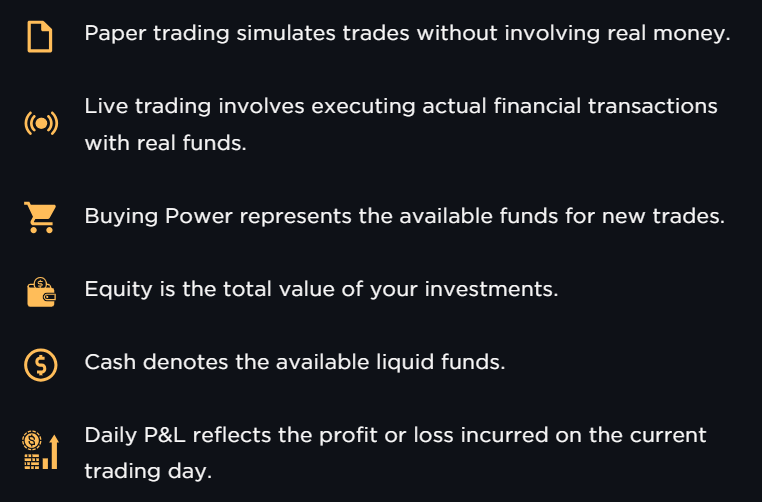 Paper trading simulates trades without involving real money.
Live trading involves executing actual financial transactions
with real funds.
Buying Power represents the available funds for new trades.
Equity is the total value of your investments.
Cash denotes the available liquid funds.
Daily P&L reflects the profit or loss incurred on the current
trading day.